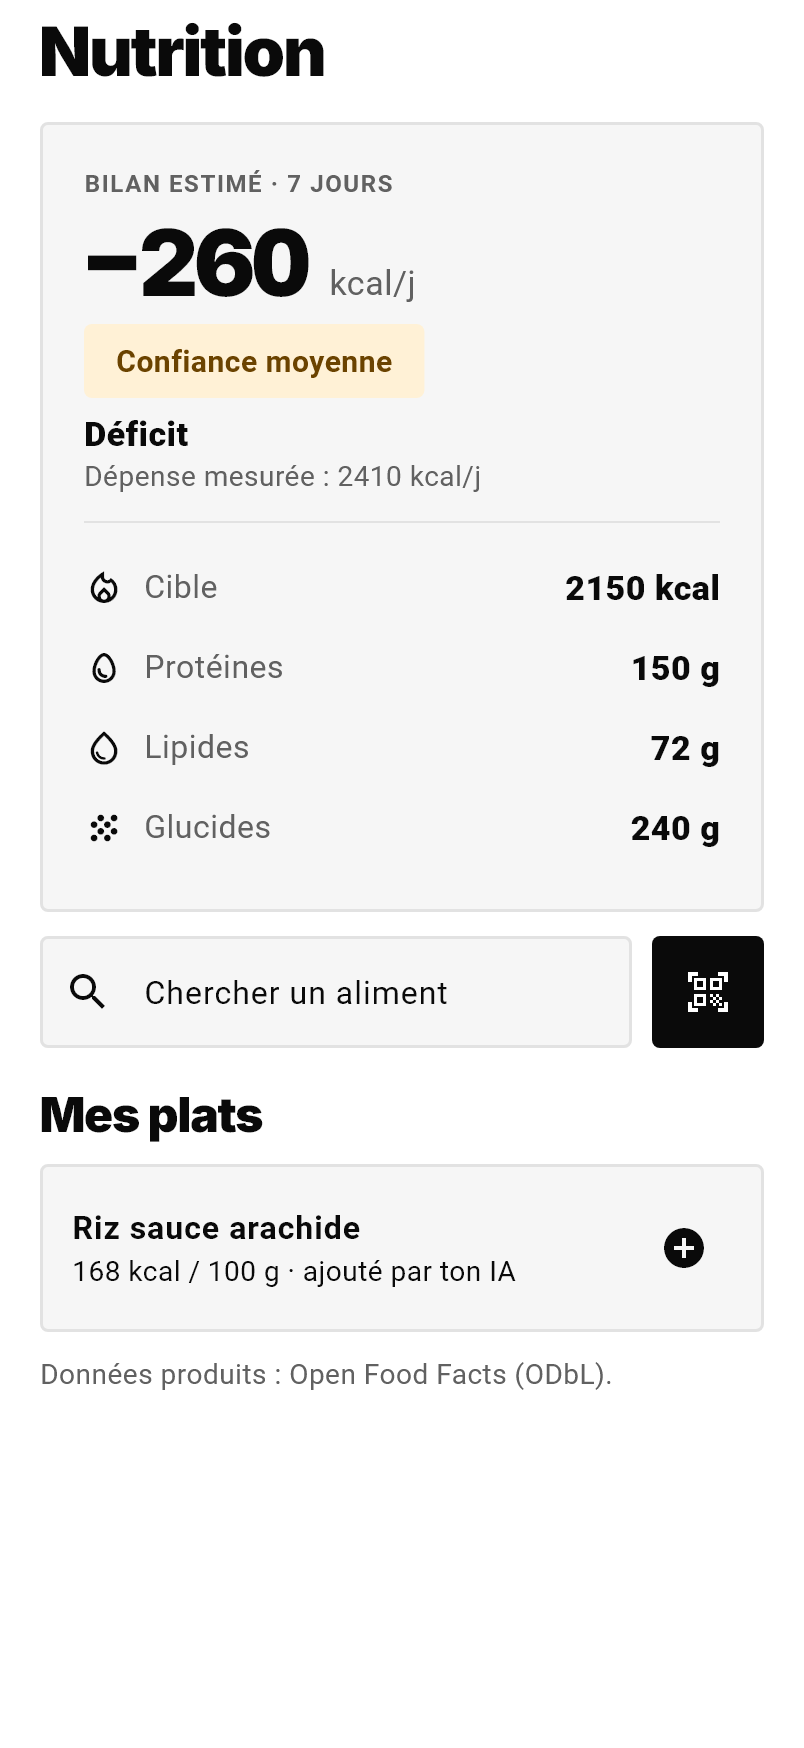 Nutrition
BILAN ESTIMÉ · 7 JOURS
−260 kcal/j
Confiance moyenne
Déficit
Dépense mesurée : 2410 kcal/j
Cible 2150 kcal
Protéines 150 g
Lipides 72 g
Glucides 240 g
Chercher un aliment
Mes plats
Riz sauce arachide
168 kcal / 100 g · ajouté par ton IA
Données produits : Open Food Facts (ODbL).